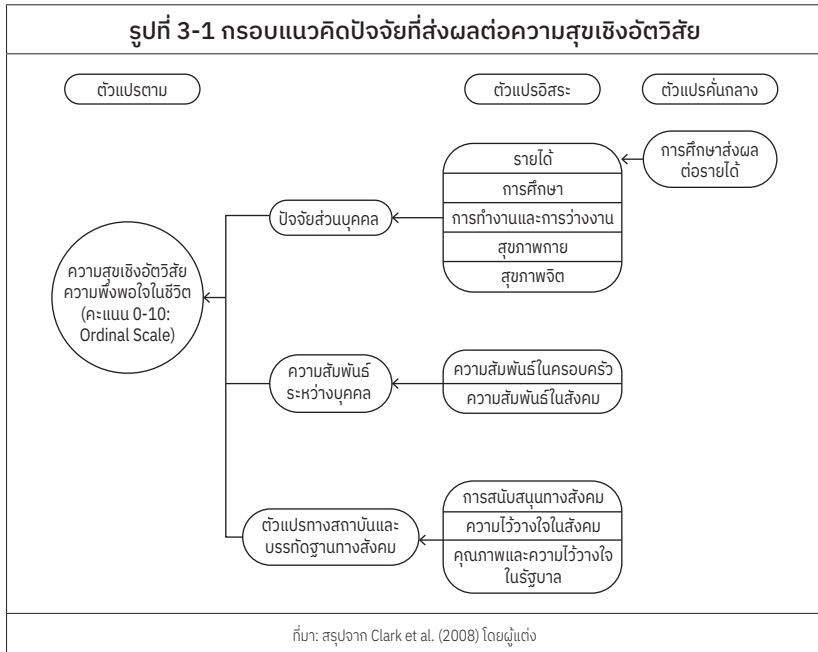 รูปที่ 3-1 กรอบแนวคิดปัจจัยที่ส่งผลต่อความสุขเชิงอัตวิสัย
ตัวแปรตาม
ตัวแปรอิสระ
ตัวแปรคั่นกลาง
ความสุขเชิงอัตวิสัย
ความพึงพอใจในชีวิต
(คะแนน 0-10:
Ordinal Scale)
ปัจจัยส่วนบุคคล
รายได้
การศึกษา
การทำงานและการว่างงาน
สุขภาพกาย
สุขภาพจิต
การศึกษาส่งผล
ต่อรายได้
ความสัมพันธ์
ระหว่างบุคคล
ความสัมพันธ์ในครอบครัว
ความสัมพันธ์ในสังคม
ตัวแปรทางสถาบันและ
บรรทัดฐานทางสังคม
การสนับสนุนทางสังคม
ความไว้วางใจในสังคม
คุณภาพและความไว้วางใจ
ในรัฐบาล
ที่มา: สรุปจาก Clark et al. (2008) โดยผู้แต่ง